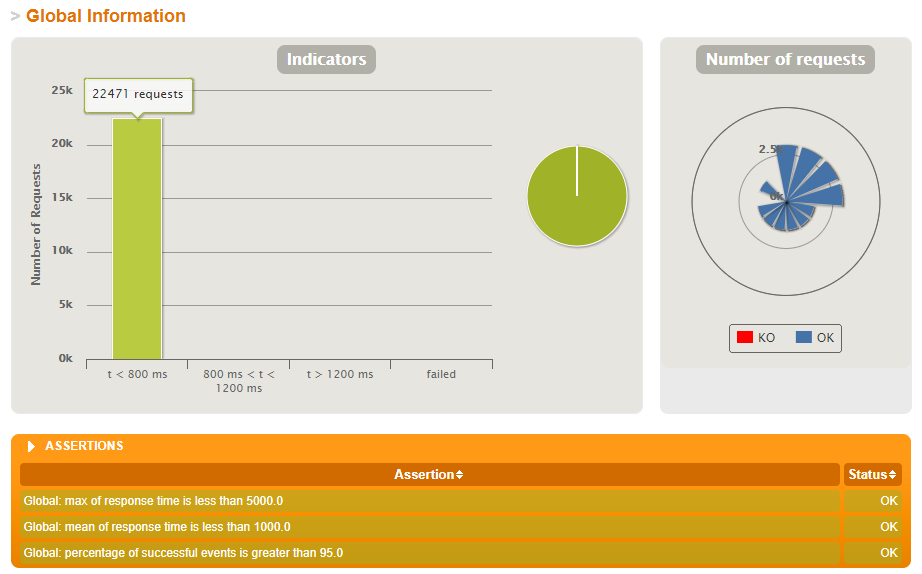 > Global Information
Indicators
Number of requests
25k
20k
15k
10k
5k
0k
Number of Requests
22471 requests
t < 800 ms
800 ms < t <
1200 ms
t > 1200 ms
failed
2.5
0k
KO
OK
ASSERTIONS
Assertion Status
Global: max of response time is less than 5000.0 OK
Global: mean of response time is less than 1000.0 OK
Global: percentage of successful events is greater than 95.0 OK